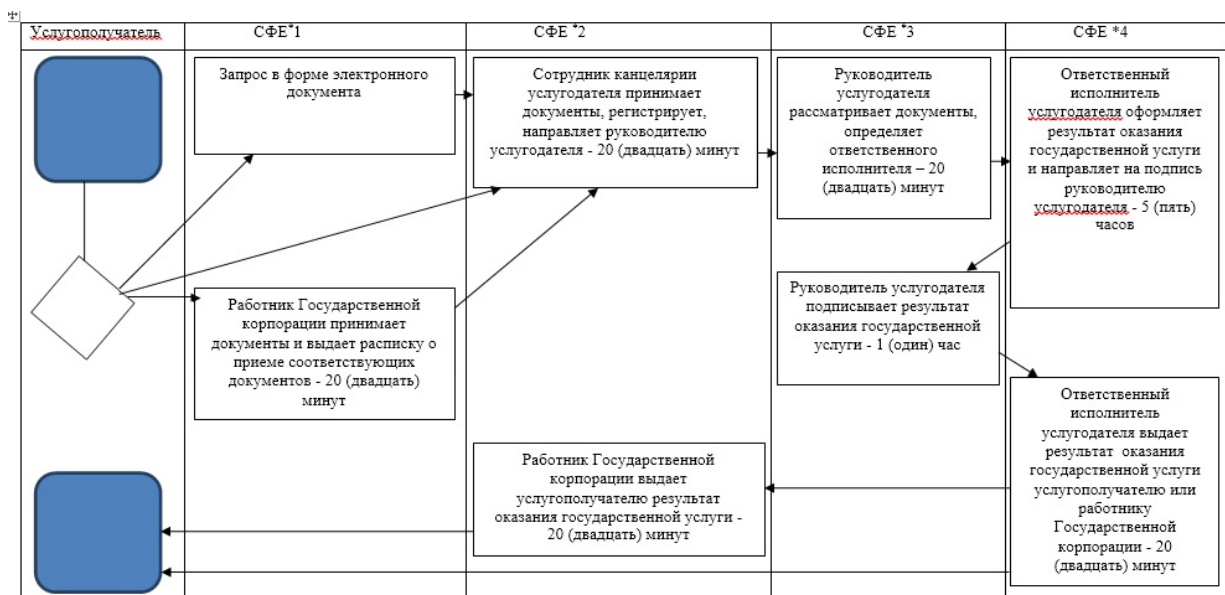 Услугополучатель
СФЕ*1
СФЕ *2
СФЕ *3
СФЕ *4
Запрос в форме электронного
документа
Сотрудник канцелярии
услугодателя принимает
документы, регистрирует,
направляет руководителю
услугодателя - 20 (двадцать) минут
Руководитель
услугодателя
рассматривает документы,
определяет
ответственного
исполнителя – 20
(двадцать) минут
Ответственный
исполнитель
услугодателя оформляет
результат оказания
государственной услуги
и направляет на подпись
руководителю
услугодателя - 5 (пять)
часов
Работник Государственной
корпорации принимает
документы и выдает расписку о
приеме соответствующих
документов - 20 (двадцать)
минут
Руководитель услугодателя
подписывает результат
оказания государственной
услуги - 1 (один) час
Работник Государственной
корпорации выдает
услугополучателю результат
оказания государственной услуги -
20 (двадцать) минут
Ответственный
исполнитель
услугодателя выдает
результат оказания
государственной услуги
услугополучателю или
работнику
Государственной
корпорации - 20
(двадцать) минут